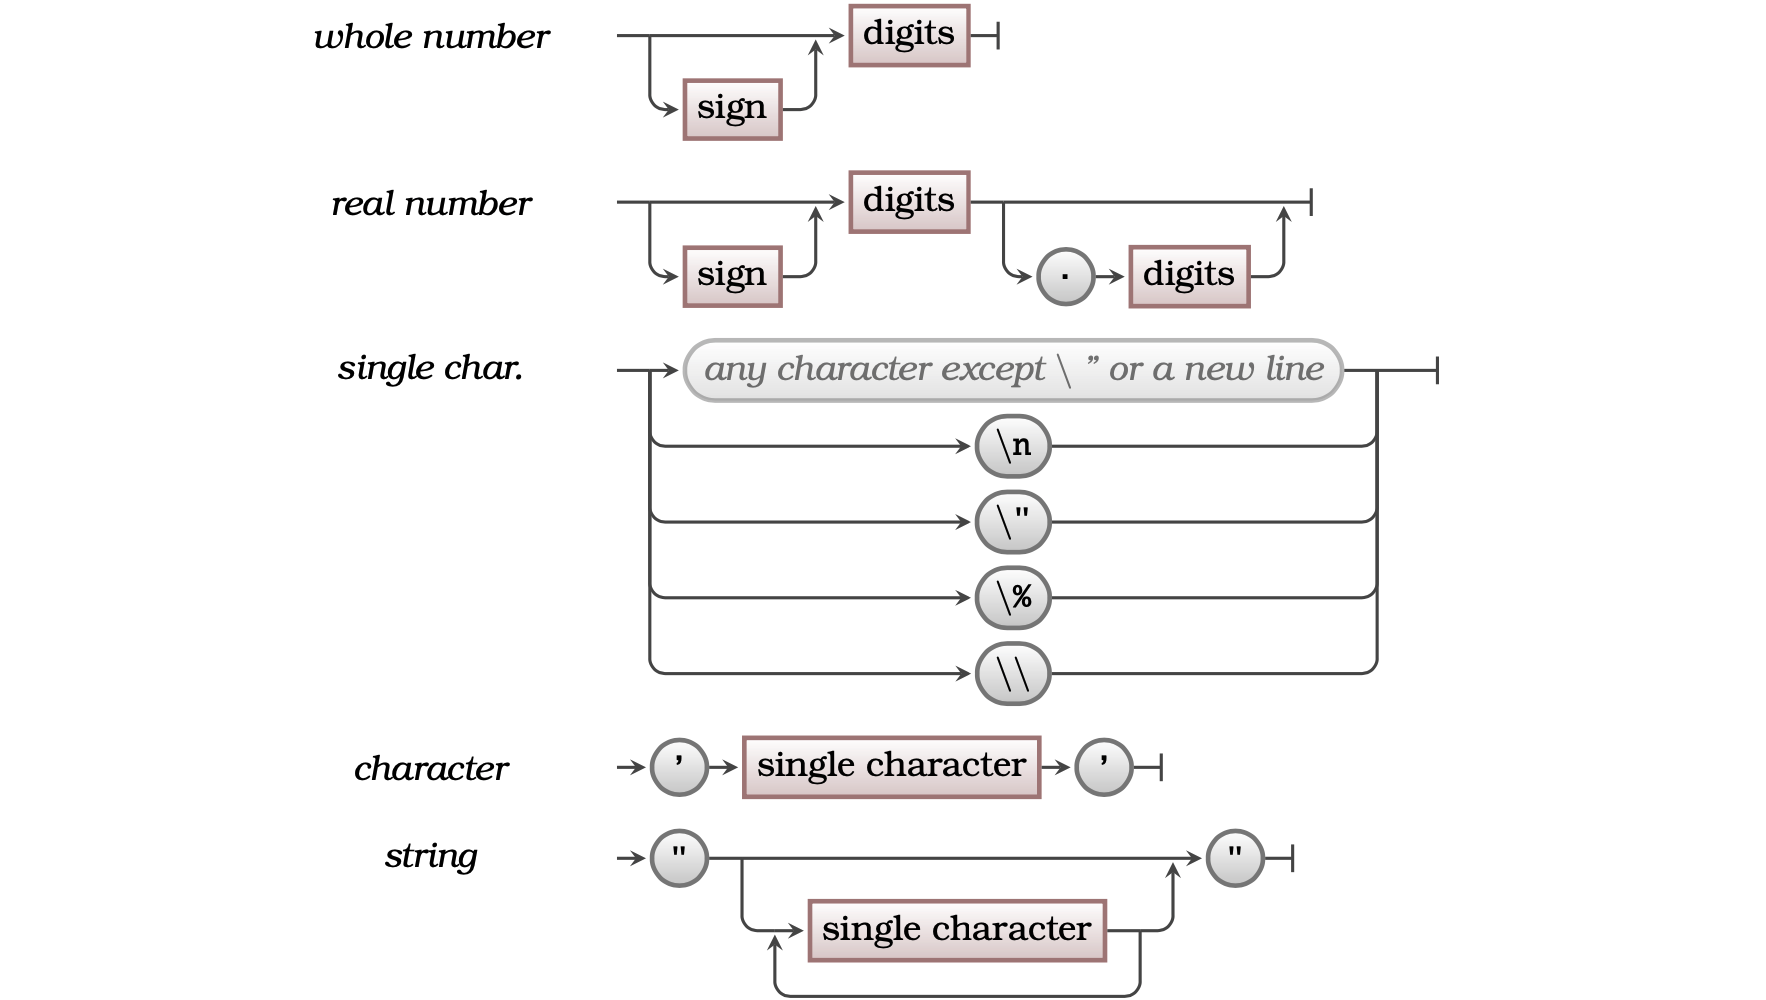 whole number digits
sign
real number digits
sign . digits
single char. any character except \ ” or a new line
\n
\"
\%
\\
character ’ single character ’
string " "
single character